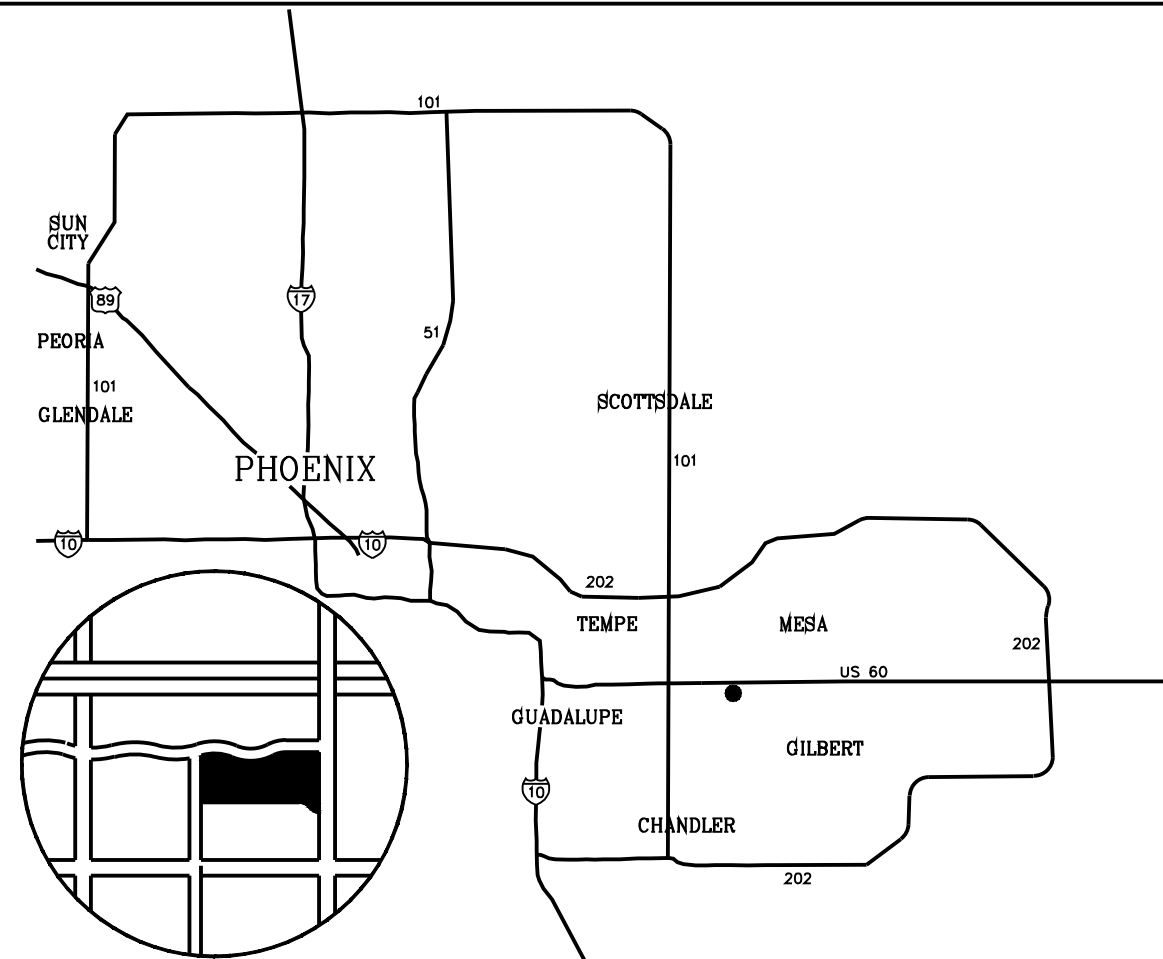 101
SUN
CITY
89
17
PEORIA
51
101
GLENDALE
SCOTTSDALE
PHOENIX
101
10
10
202
TEMPE
MESA
202
US 60
GUADALUPE
GILBERT
10
CHANDLER
202